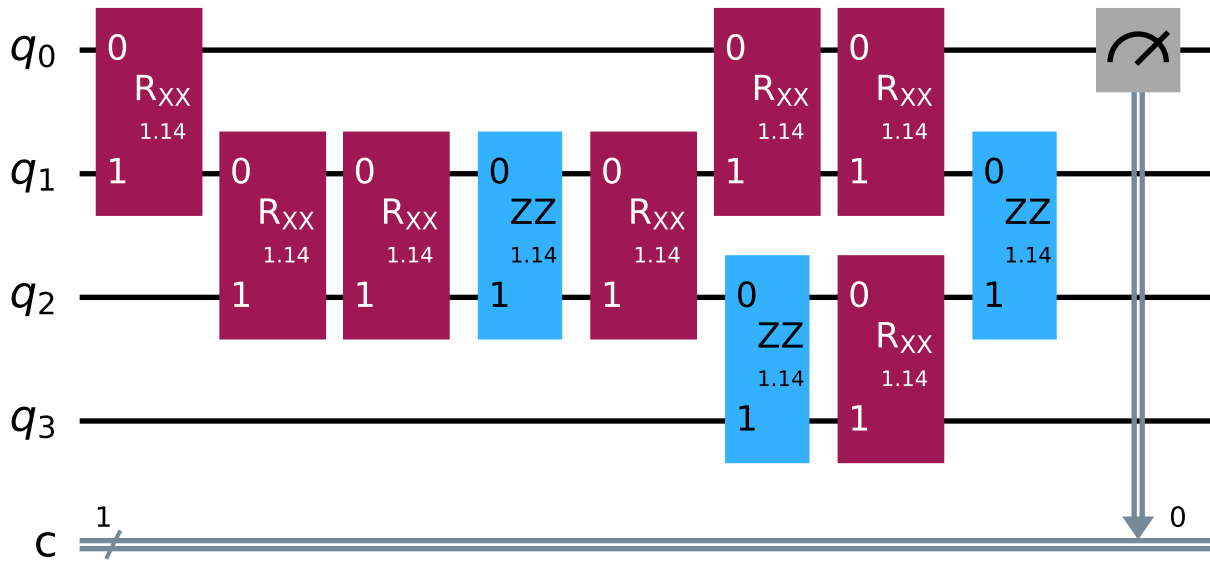 q0 0 0 0
RXX RXX RXX
1.14 1.14 1.14
q1 1 0 0 0 0 1 1 0
RXX RXX ZZ RXX ZZ
1.14 1.14 1.14 1.14 1.14
q2 1 1 1 1 0 0 1
ZZ RXX
1.14 1.14
q3 1 1
1 0
c